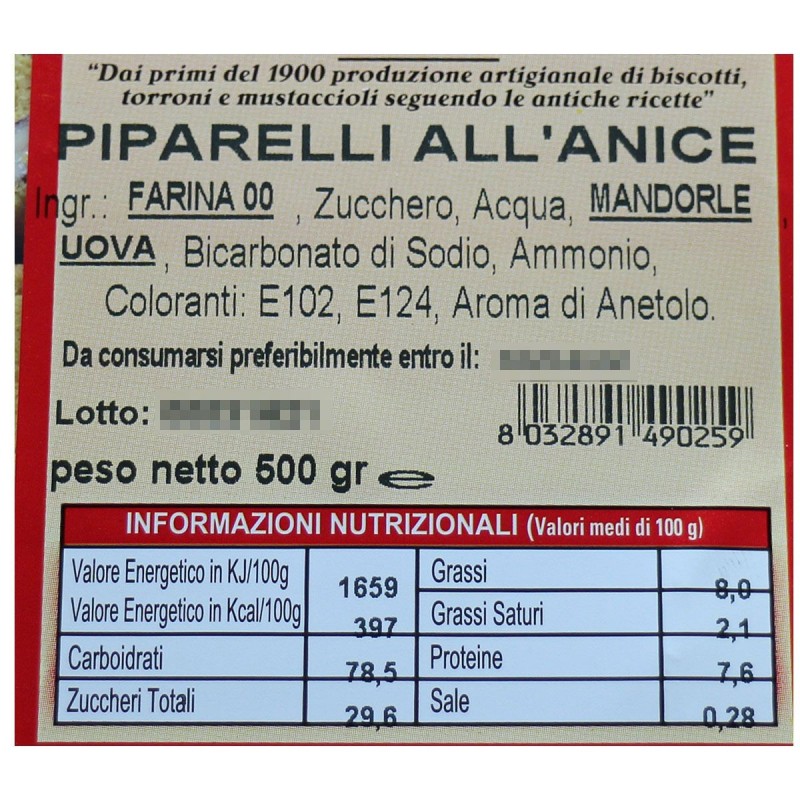 “Dai primi del 1900 produzione artigianale di biscotti,
torroni e mustaccioli seguendo le antiche ricette”
PIPARELLI ALL'ANICE
Ingr.: FARINA 00 , Zucchero, Acqua, MANDORLE ,
UOVA , Bicarbonato di Sodio, Ammonio,
Coloranti: E102, E124, Aroma di Anetolo.
Da consumarsi preferibilmente entro il:
Lotto:
8 032891 490259
peso netto 500 gr ℮
INFORMAZIONI NUTRIZIONALI (Valori medi di 100 g)
Valore Energetico in KJ/100g 1659
Valore Energetico in Kcal/100g 397
Carboidrati 78,5
Zuccheri Totali 29,6
Grassi 8,0
Grassi Saturi 2,1
Proteine 7,6
Sale 0,28